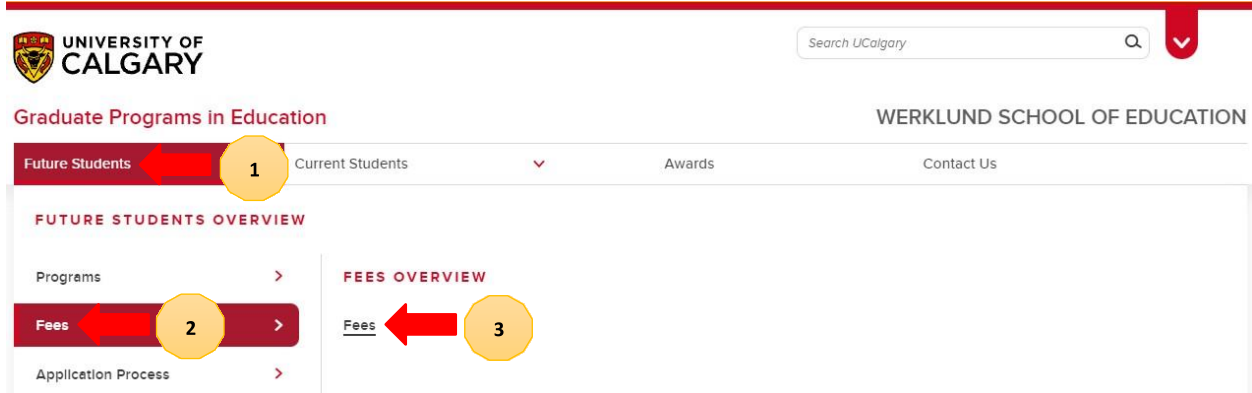 UNIVERSITY OF
CALGARY
Search UCalgary
Graduate Programs in Education
WERKLUND SCHOOL OF EDUCATION
Future Students 1 Current Students Awards Contact Us
FUTURE STUDENTS OVERVIEW
Programs
FEES OVERVIEW
Fees 2
Fees 3
Application Process